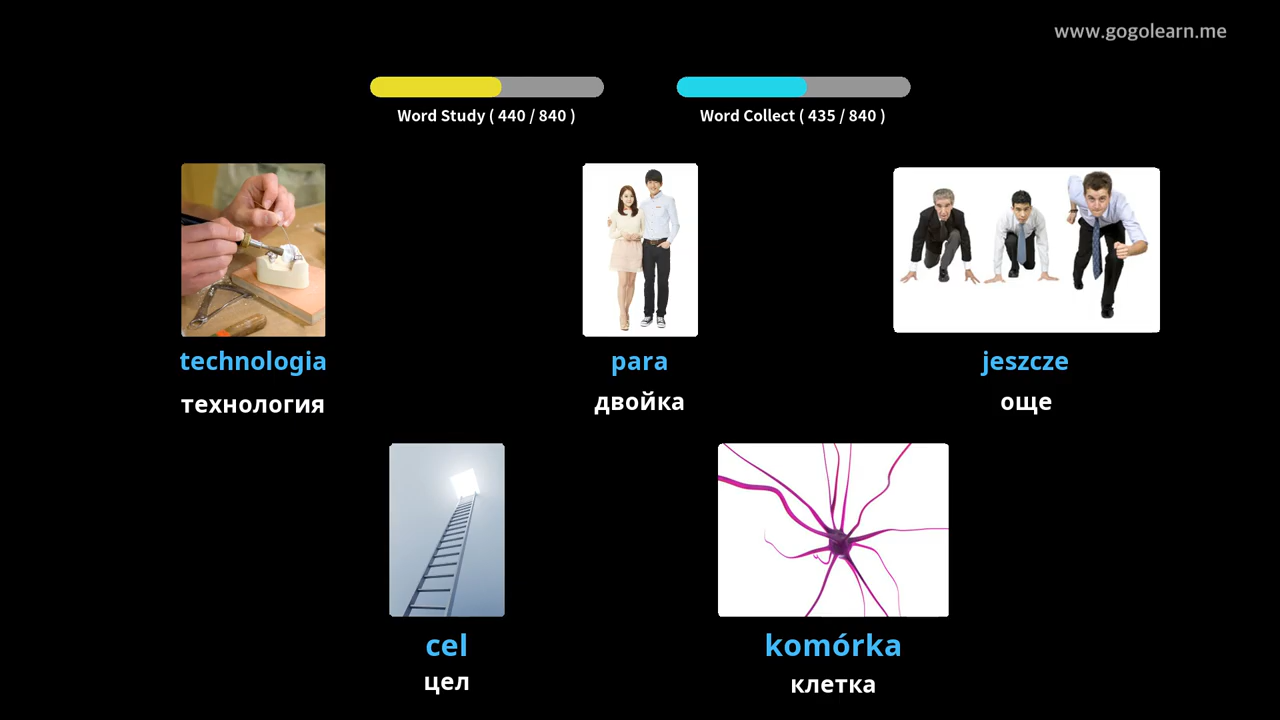 www.gogolearn.me
Word Study ( 440 / 840 )
Word Collect ( 435 / 840 )
technologia
para
jeszcze
технология
двойка
още
cel
komórka
цел
клетка